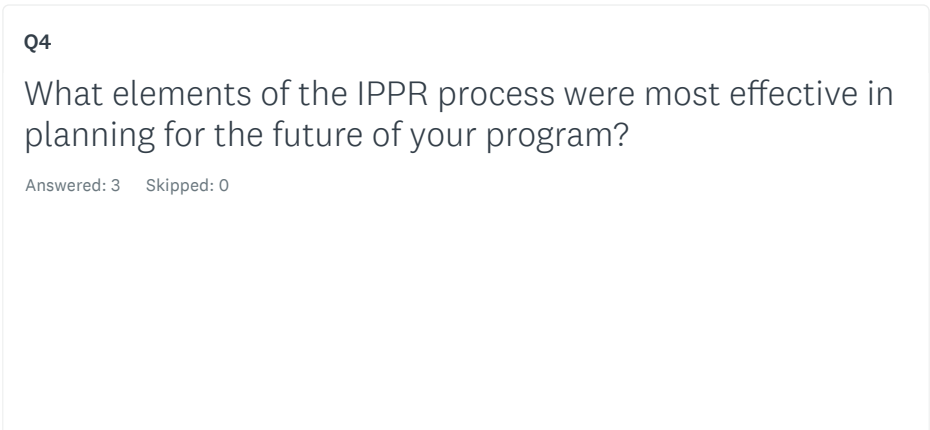 Q4
What elements of the IPPR process were most effective in
planning for the future of your program?
Answered: 3 Skipped: 0